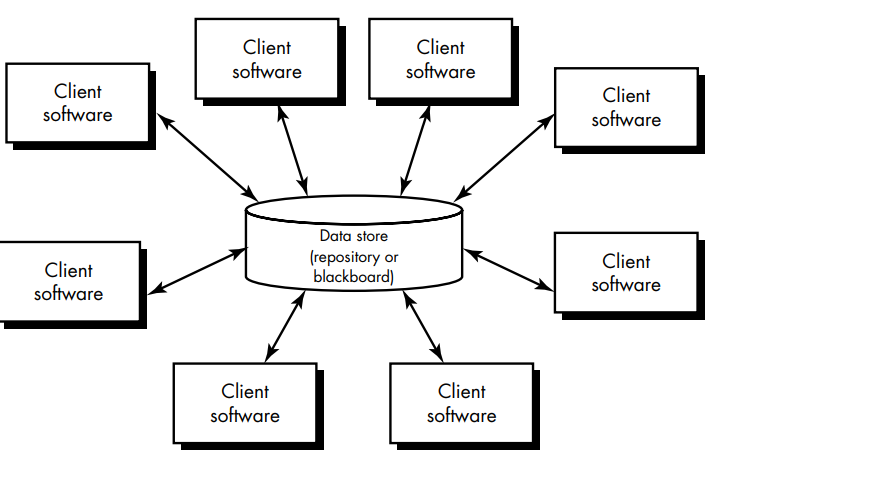 Client
software
Client
software
Client
software
Client
software
Data store
(repository or
blackboard)
Client
software
Client
software
Client
software
Client
software